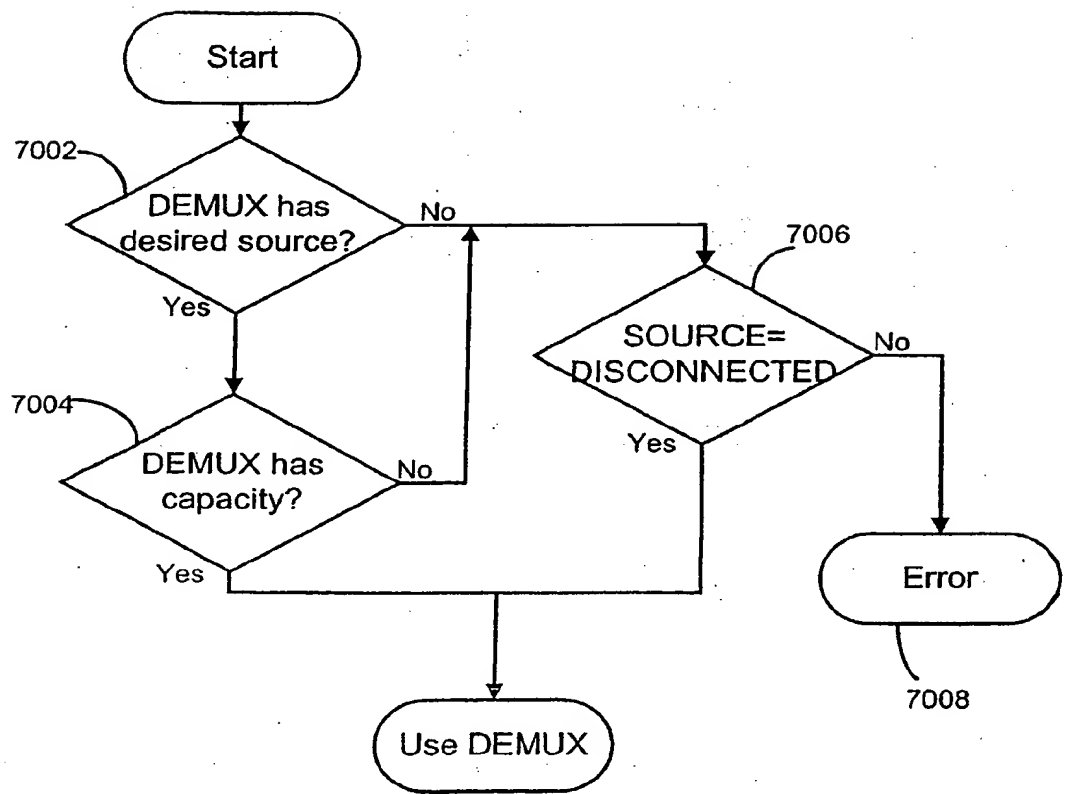 Start
7002
DEMUX has
desired source?
No
Yes
7006
SOURCE=
DISCONNECTED
No
Yes
7004
DEMUX has
capacity?
No
Yes
Error
7008
Use DEMUX